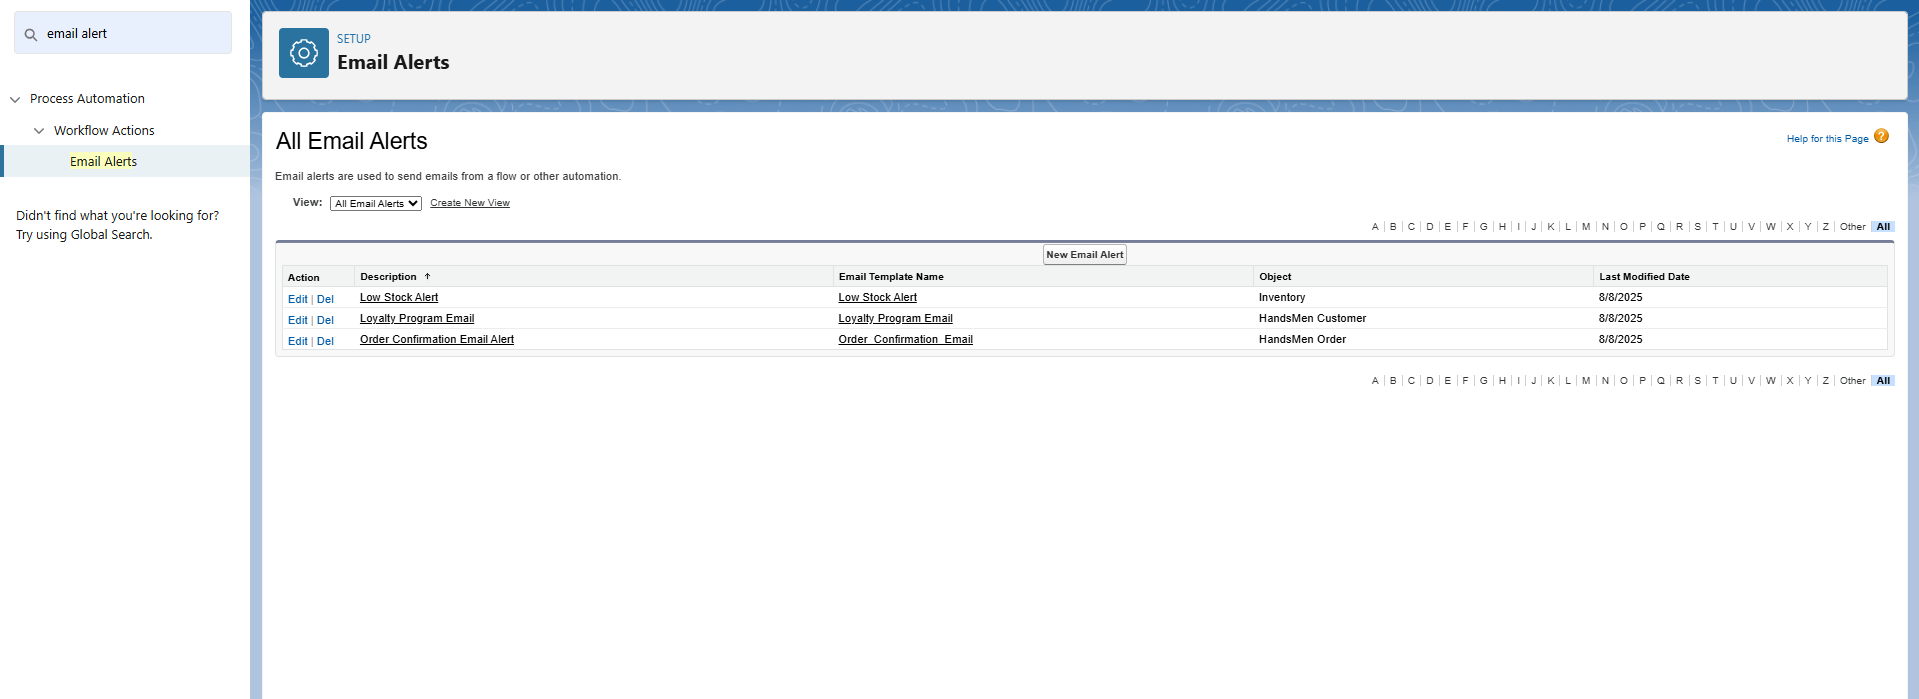 email alert
Process Automation
Workflow Actions
Email Alerts
Didn't find what you're looking for?
Try using Global Search.
SETUP
Email Alerts
All Email Alerts
Help for this Page ?
Email alerts are used to send emails from a flow or other automation.
View: All Email Alerts Create New View
A | B | C | D | E | F | G | H | I | J | K | L | M | N | O | P | Q | R | S | T | U | V | W | X | Y | Z | Other | All
New Email Alert
Action Description ↑ Email Template Name Object Last Modified Date
Edit | Del Low Stock Alert Low Stock Alert Inventory 8/8/2025
Edit | Del Loyalty Program Email Loyalty Program Email HandsMen Customer 8/8/2025
Edit | Del Order Confirmation Email Alert Order_Confirmation_Email HandsMen Order 8/8/2025
A | B | C | D | E | F | G | H | I | J | K | L | M | N | O | P | Q | R | S | T | U | V | W | X | Y | Z | Other | All